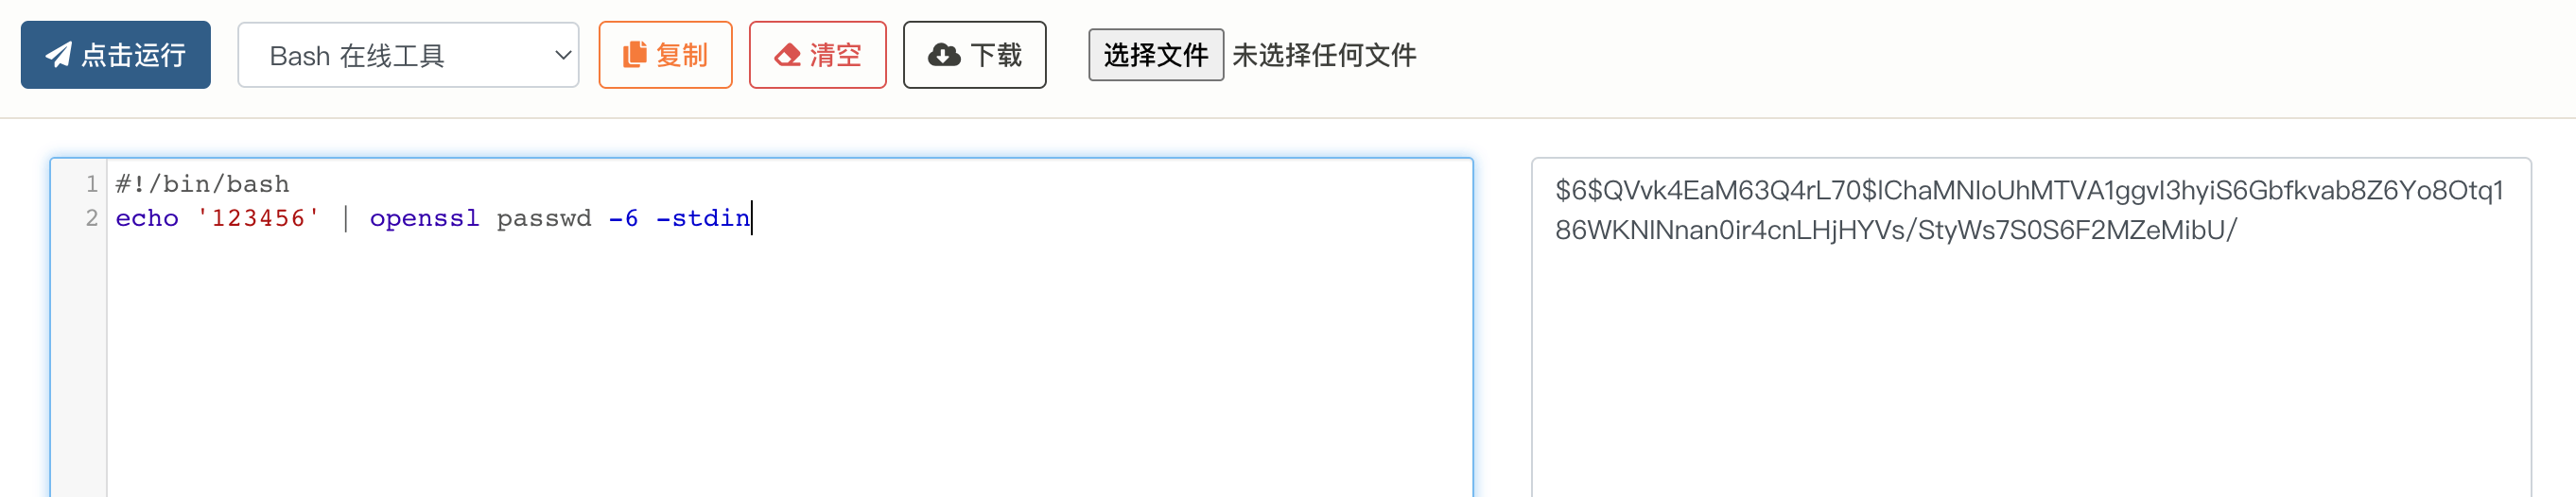 点击运行
Bash 在线工具
复制
清空
下载
选择文件 未选择任何文件
1 #!/bin/bash
2 echo '123456' | openssl passwd -6 -stdin
$6$QVvk4EaM63Q4rL70$lChaMNloUhMTVA1ggvl3hyjS6Gbfkvab8Z6Yo8Otq1
86WKNlNnan0ir4cnLHjHYVs/StyWs7S0S6F2MZeMibU/